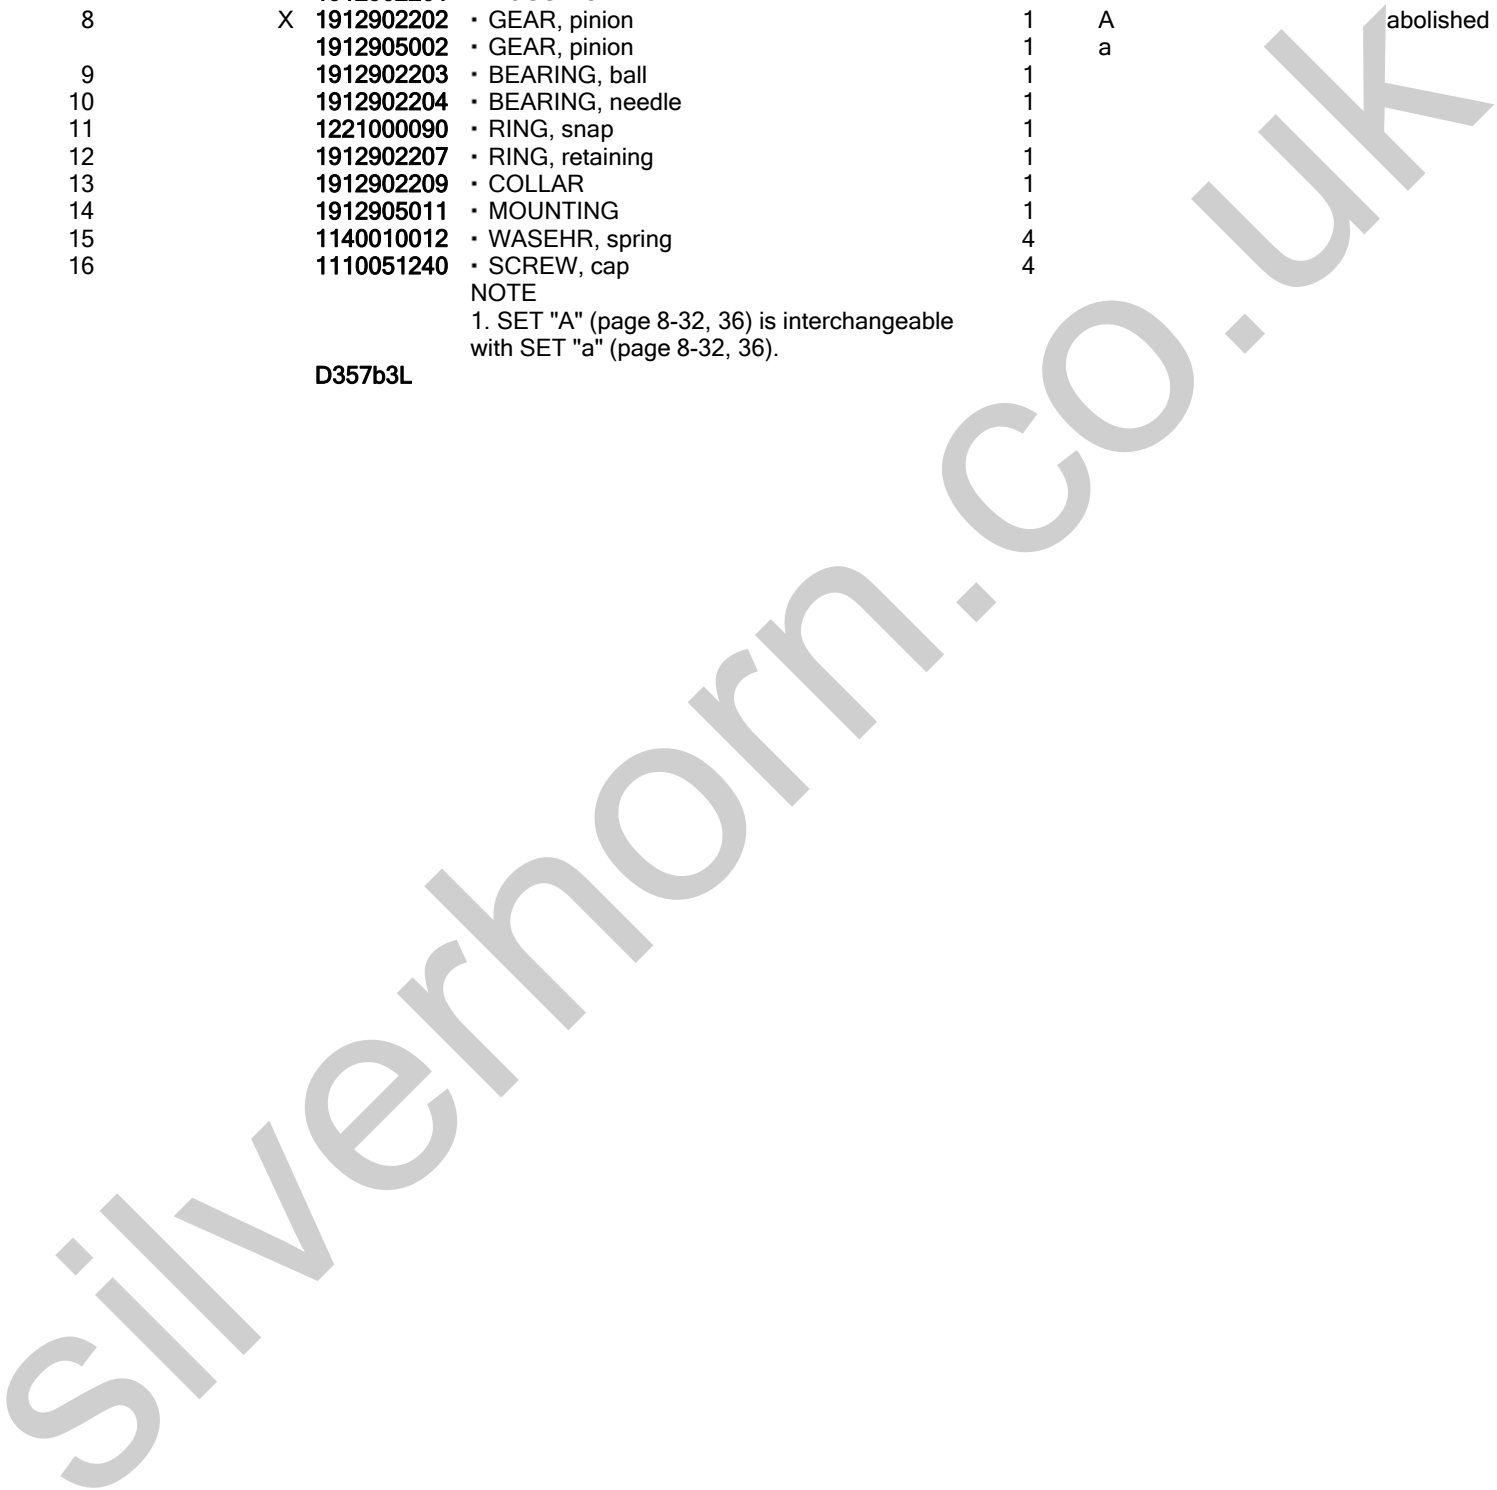 8 X 1912902202 · GEAR, pinion 1 A abolished
1912905002 · GEAR, pinion 1 a
9 1912902203 · BEARING, ball 1
10 1912902204 · BEARING, needle 1
11 1221000090 · RING, snap 1
12 1912902207 · RING, retaining 1
13 1912902209 · COLLAR 1
14 1912905011 · MOUNTING 1
15 1140010012 · WASEHR, spring 4
16 1110051240 · SCREW, cap 4
NOTE
1. SET "A" (page 8-32, 36) is interchangeable
with SET "a" (page 8-32, 36).
D357b3L
silverhorn.co.uk